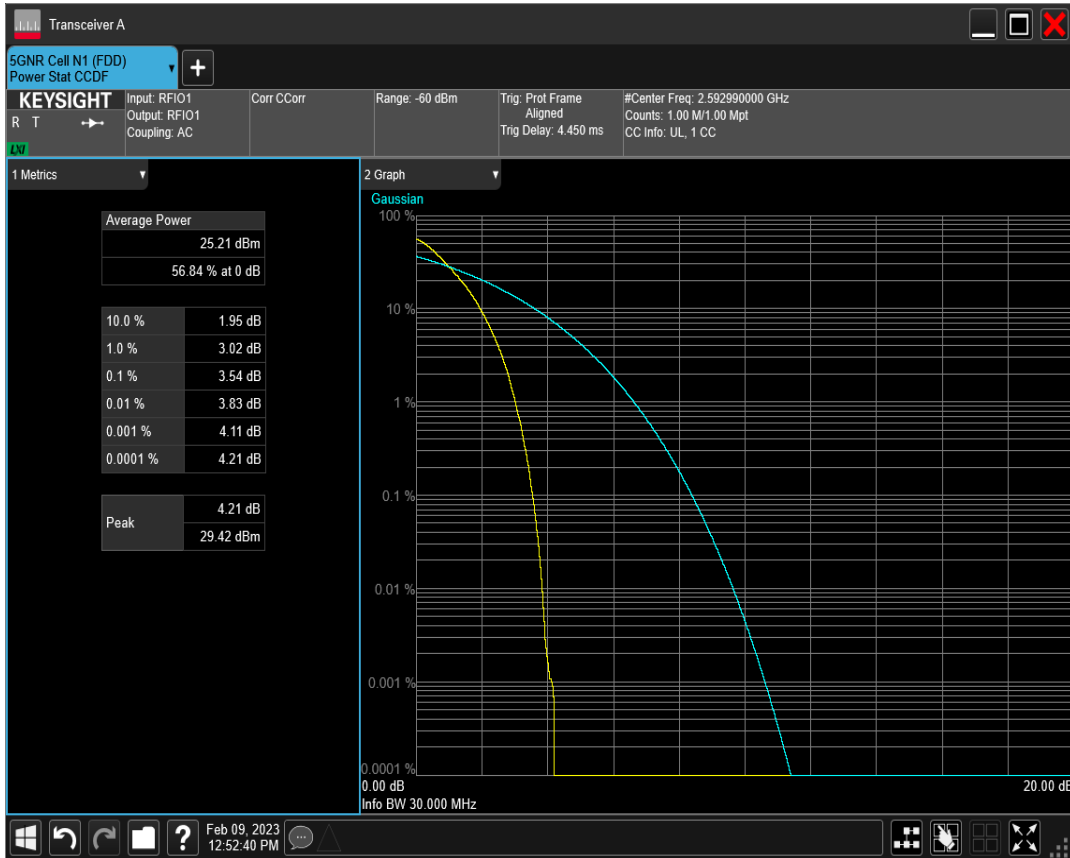 Transceiver A
5GNR Cell N1 (FDD)
Power Stat CCDF
+
KEYSIGHT
R T
LXI
Input: RFIO1
Output: RFIO1
Coupling: AC
Corr CCorr
Range: -60 dBm
Trig: Prot Frame
Aligned
Trig Delay: 4.450 ms
#Center Freq: 2.592990000 GHz
Counts: 1.00 M/1.00 Mpt
CC Info: UL, 1 CC
1 Metrics
Average Power
25.21 dBm
56.84 % at 0 dB
10.0 % 1.95 dB
1.0 % 3.02 dB
0.1 % 3.54 dB
0.01 % 3.83 dB
0.001 % 4.11 dB
0.0001 % 4.21 dB
Peak
4.21 dB
29.42 dBm
2 Graph
Gaussian
100 %
10 %
1 %
0.1 %
0.01 %
0.001 %
0.0001 %
0.00 dB 20.00 dB
Info BW 30.000 MHz
?
Feb 09, 2023
12:52:40 PM